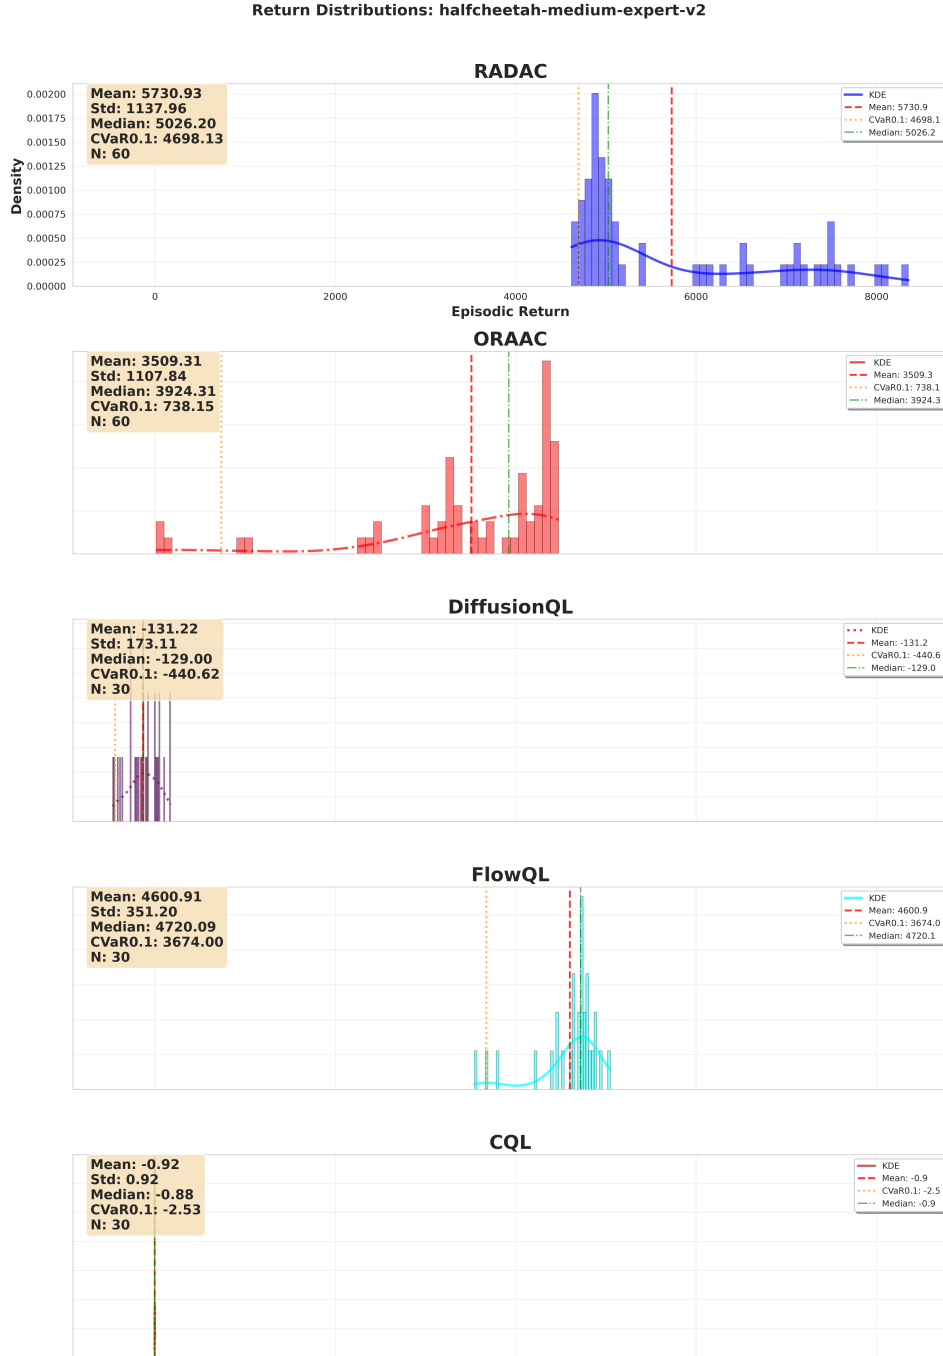 Return Distributions: halfcheetah-medium-expert-v2
RADAC
Mean: 5730.93
Std: 1137.96
Median: 5026.20
CVaR0.1: 4698.13
N: 60
KDE
Mean: 5730.9
CVaR0.1: 4698.1
Median: 5026.2
Density
0.00200
0.00175
0.00150
0.00125
0.00100
0.00075
0.00050
0.00025
0.00000
0 2000 4000 6000 8000
Episodic Return
ORAAC
Mean: 3509.31
Std: 1107.84
Median: 3924.31
CVaR0.1: 738.15
N: 60
KDE
Mean: 3509.3
CVaR0.1: 738.1
Median: 3924.3
DiffusionQL
Mean: -131.22
Std: 173.11
Median: -129.00
CVaR0.1: -440.62
N: 30
KDE
Mean: -131.2
CVaR0.1: -440.6
Median: -129.0
FlowQL
Mean: 4600.91
Std: 351.20
Median: 4720.09
CVaR0.1: 3674.00
N: 30
KDE
Mean: 4600.9
CVaR0.1: 3674.0
Median: 4720.1
CQL
Mean: -0.92
Std: 0.92
Median: -0.88
CVaR0.1: -2.53
N: 30
KDE
Mean: -0.9
CVaR0.1: -2.5
Median: -0.9